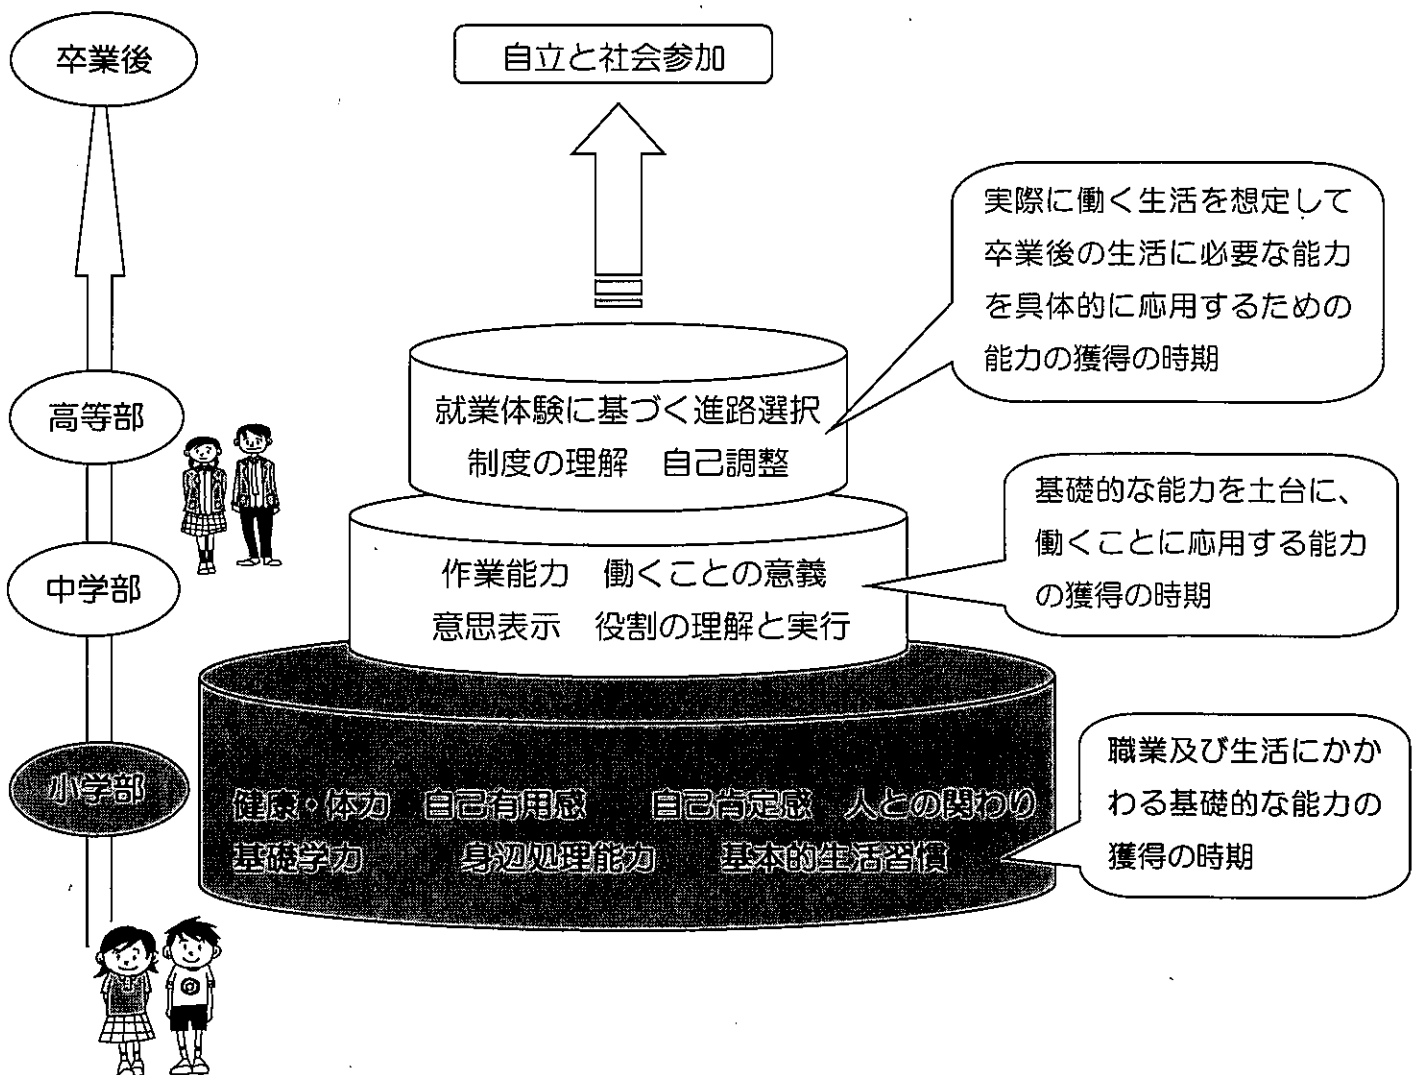 卒業後
自立と社会参加
実際に働く生活を想定して
卒業後の生活に必要な能力
を具体的に応用するための
能力の獲得の時期
高等部
就業体験に基づく進路選択
制度の理解　自己調整
基礎的な能力を土台に、
働くことに応用する能力
の獲得の時期
中学部
作業能力　働くことの意義
意思表示　役割の理解と実行
職業及び生活にかか
わる基礎的な能力の
獲得の時期
小学部
健康・体力　自己有用感　自己肯定感　人との関わり
基礎学力　身辺処理能力　基本的生活習慣